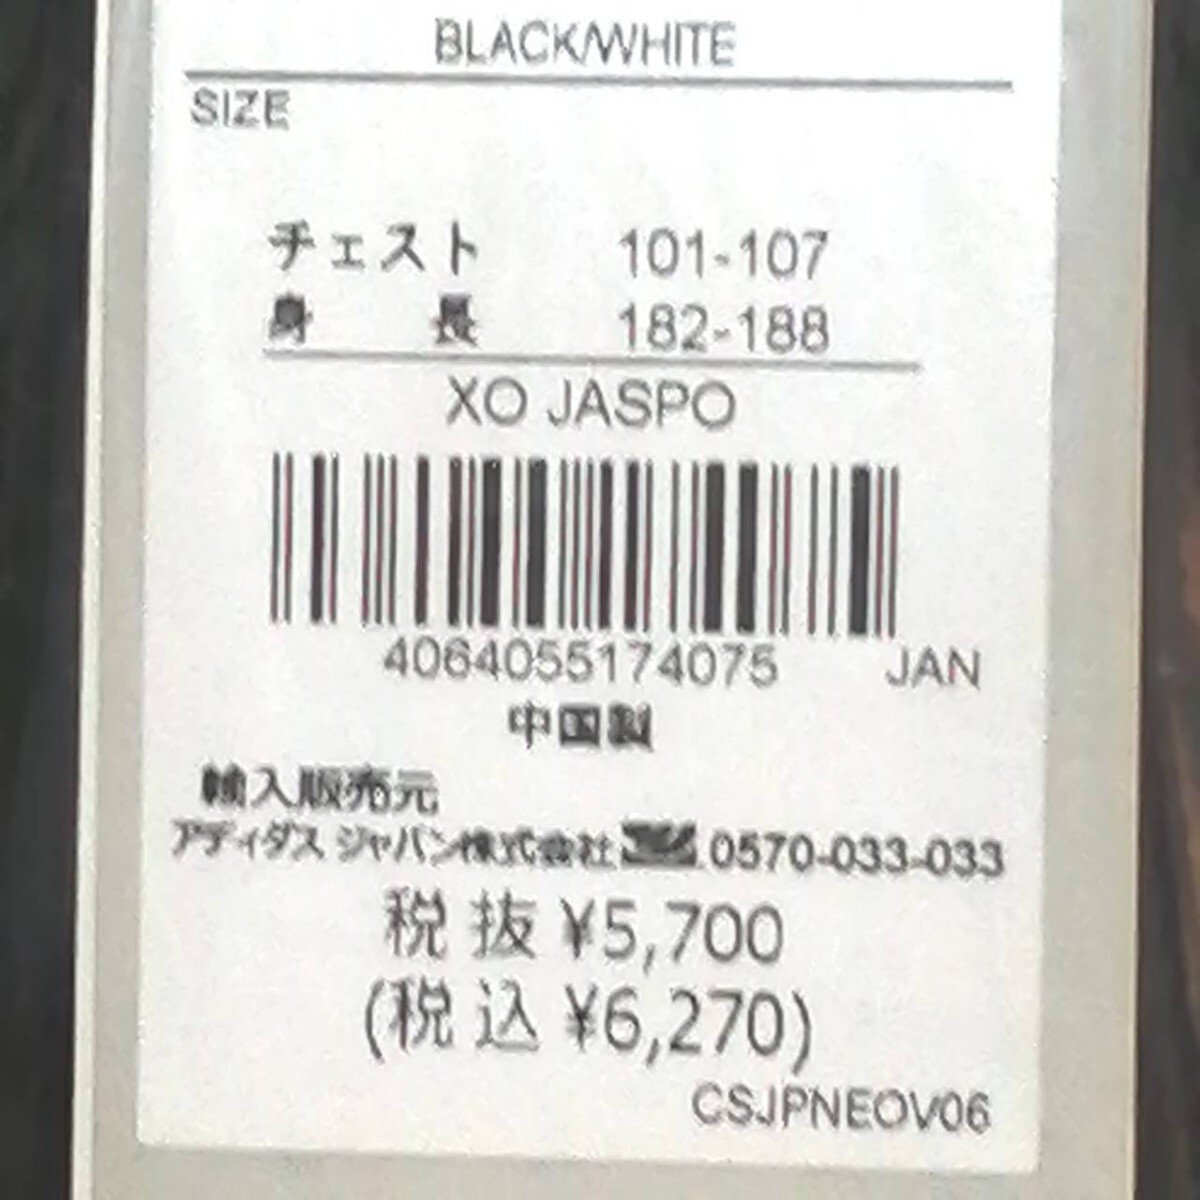 BLACK/WHITE
SIZE
チェスト 101-107
身長 182-188
XO JASPO
4064055174075 JAN
中国製
輸入販売元
アディダス ジャパン株式会社 0570-033-033
税抜 ¥5,700
(税込 ¥6,270)
CSJPNEOV06